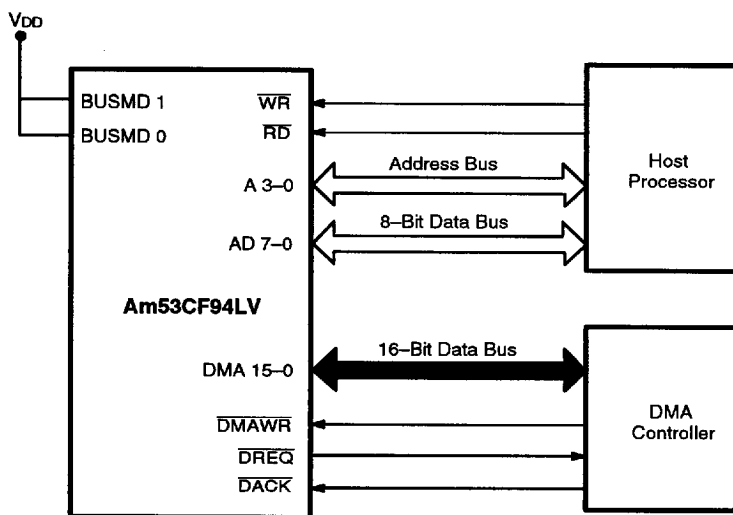 VDD
BUSMD 1
BUSMD 0
WR
RD
A 3–0
AD 7–0
Am53CF94LV
DMA 15–0
DMAWR
DREQ
DACK
Address Bus
8–Bit Data Bus
16–Bit Data Bus
Host
Processor
DMA
Controller